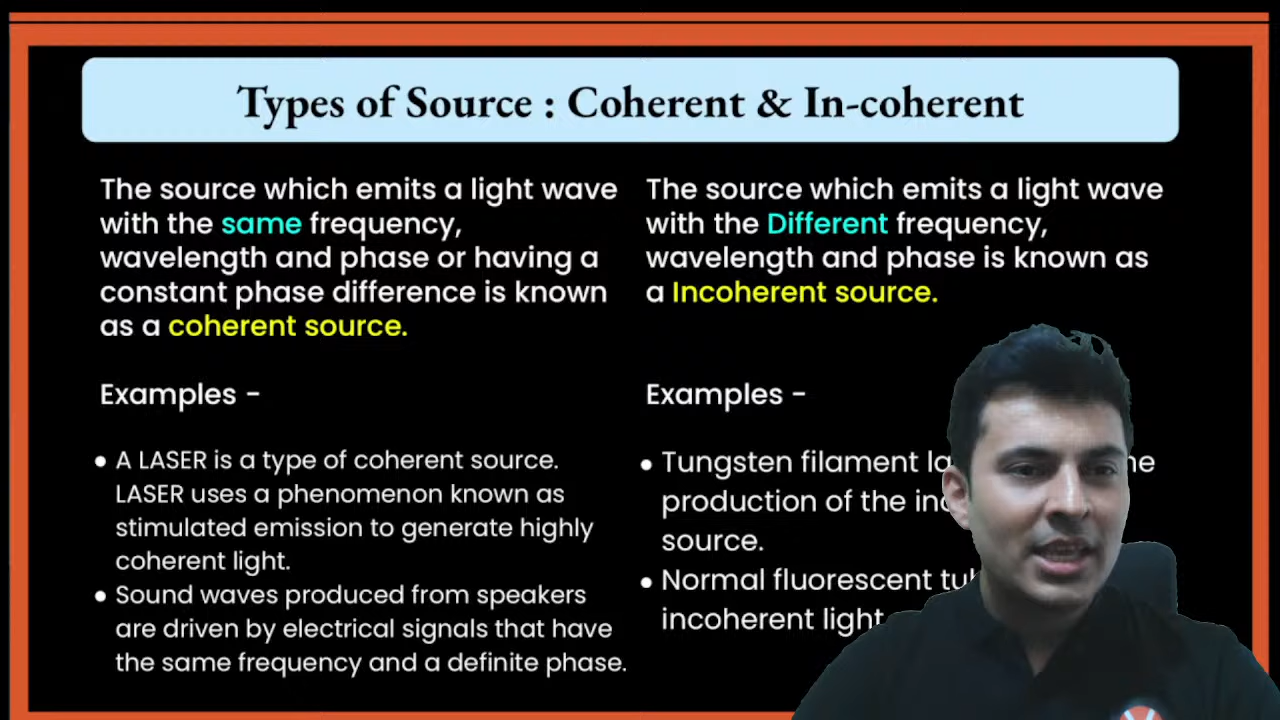 Types of Source : Coherent & In-coherent
The source which emits a light wave
with the same frequency,
wavelength and phase or having a
constant phase difference is known
as a coherent source.
Examples -
• A LASER is a type of coherent source.
LASER uses a phenomenon known as
stimulated emission to generate highly
coherent light.
• Sound waves produced from speakers
are driven by electrical signals that have
the same frequency and a definite phase.
The source which emits a light wave
with the Different frequency,
wavelength and phase is known as
a Incoherent source.
Examples -
• Tungsten filament
production of the
source.
• Normal fluorescent
incoherent light